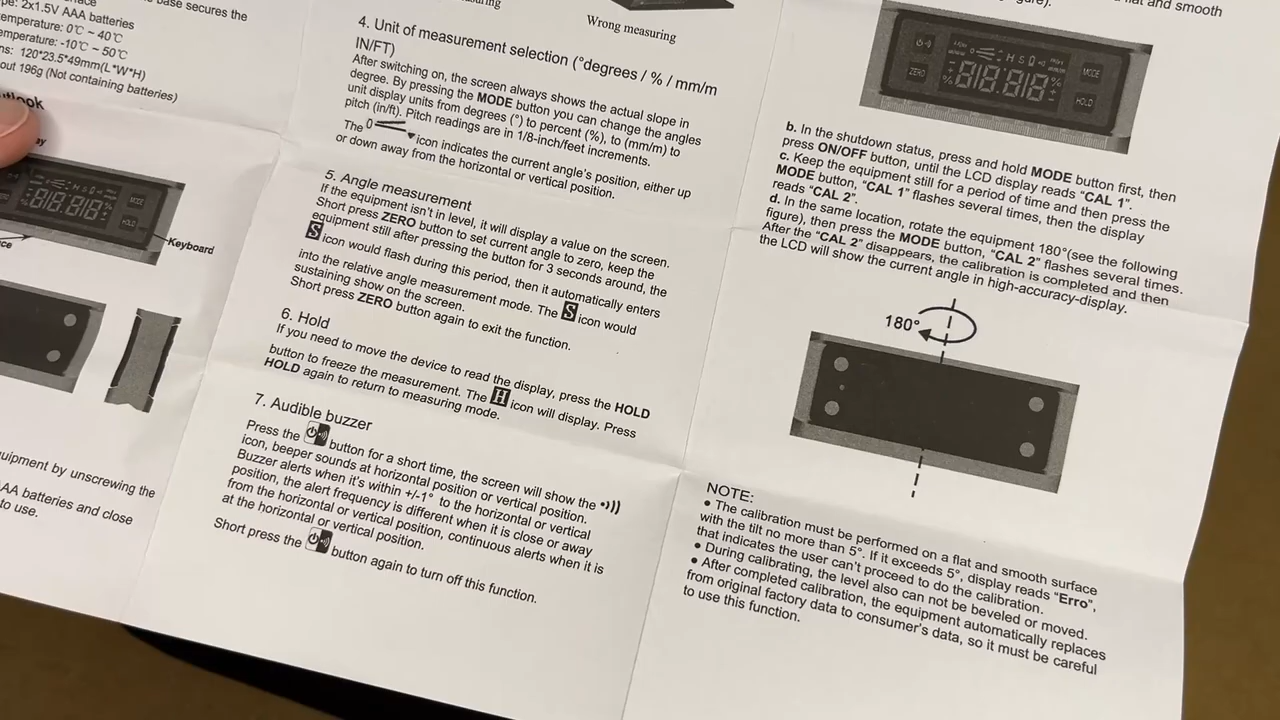 ase secures the
pe: 2x1.5V AAA batteries
emperature: 0℃ ~ 40℃
emperature: -10℃ ~ 50℃
ns: 120*23.5*49mm(L*W*H)
out 196g (Not containing batteries)
tlook
ay
ZERO
MODE
HOLD
818.818
ce
Keyboard
uipment by unscrewing the
AA batteries and close
to use.
Wrong measuring
4. Unit of measurement selection (°degrees / % / mm/m
IN/FT)
After switching on, the screen always shows the actual slope in
degree. By pressing the MODE button you can change the angles
unit display units from degrees (°) to percent (%), to (mm/m) to
pitch (in/ft). Pitch readings are in 1/8-inch/feet increments.
The 0 icon indicates the current angle's position, either up
or down away from the horizontal or vertical position.
5. Angle measurement
If the equipment isn't in level, it will display a value on the screen.
Short press ZERO button to set current angle to zero, keep the
equipment still after pressing the button for 3 seconds around, the
S icon would flash during this period, then it automatically enters
into the relative angle measurement mode. The S icon would
sustaining show on the screen.
Short press ZERO button again to exit the function.
6. Hold
If you need to move the device to read the display, press the HOLD
button to freeze the measurement. The H icon will display. Press
HOLD again to return to measuring mode.
7. Audible buzzer
Press the button for a short time, the screen will show the
icon, beeper sounds at horizontal position or vertical position.
Buzzer alerts when it's within +/-1° to the horizontal or vertical
position, the alert frequency is different when it is close or away
from the horizontal or vertical position, continuous alerts when it is
at the horizontal or vertical position.
Short press the button again to turn off this function.
and smooth
ZERO
MODE
HOLD
H S
818.818
b. In the shutdown status, press and hold MODE button first, then
press ON/OFF button, until the LCD display reads “CAL 1”.
c. Keep the equipment still for a period of time and then press the
MODE button, “CAL 1” flashes several times, then the display
reads “CAL 2”.
d. In the same location, rotate the equipment 180°(see the following
figure), then press the MODE button, “CAL 2” flashes several times.
After the “CAL 2” disappears, the calibration is completed and then
the LCD will show the current angle in high-accuracy-display.
180°
NOTE:
• The calibration must be performed on a flat and smooth surface
with the tilt no more than 5°. If it exceeds 5°, display reads “Erro”,
that indicates the user can't proceed to do the calibration.
• During calibrating, the level also can not be beveled or moved.
• After completed calibration, the equipment automatically replaces
from original factory data to consumer's data, so it must be careful
to use this function.